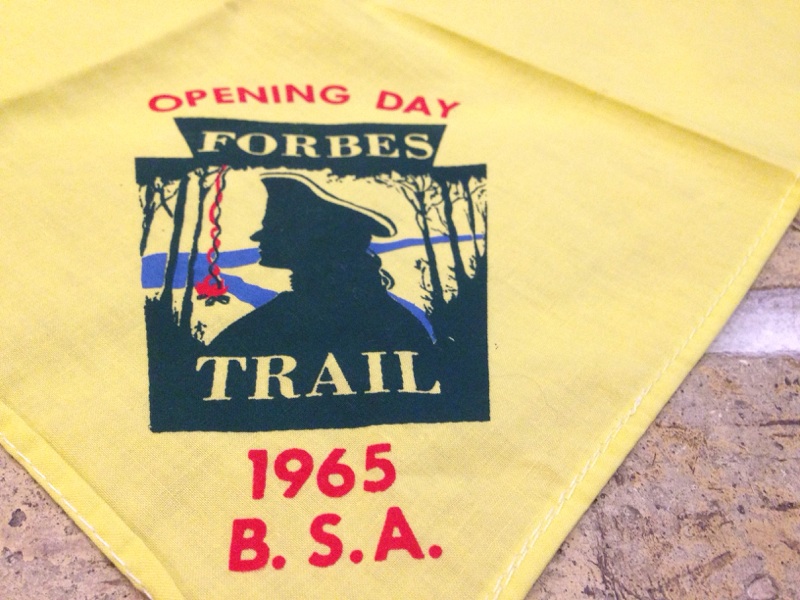 OPENING DAY
FORBES
TRAIL
1965
B. S. A.